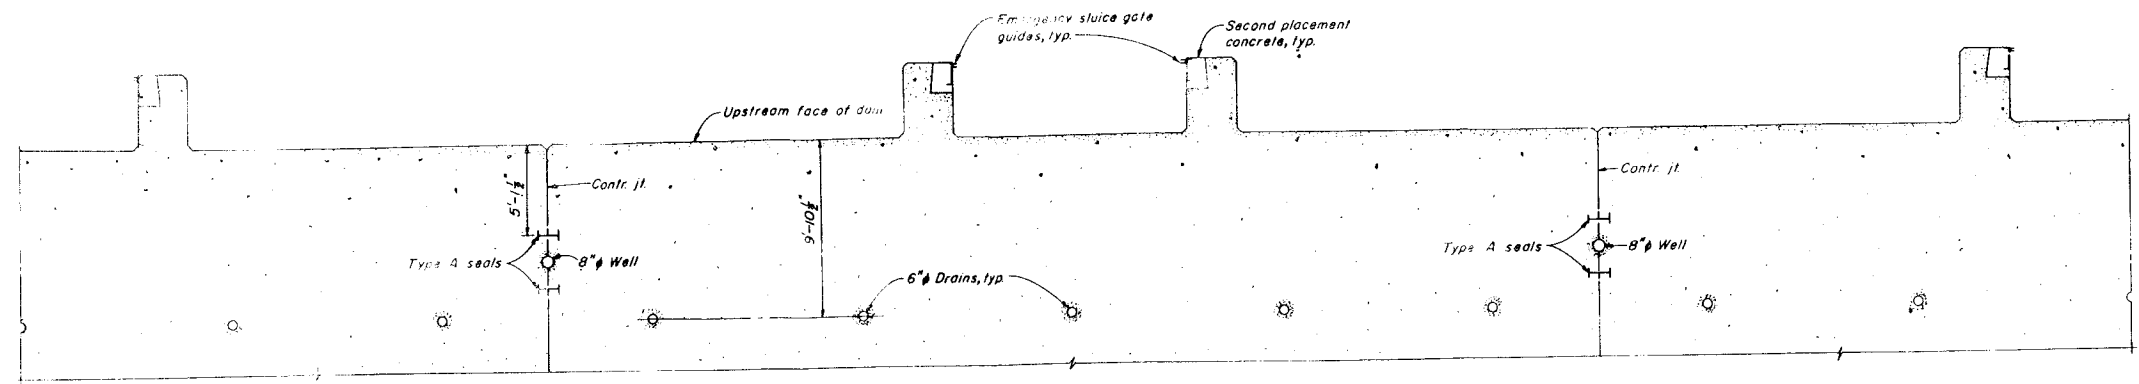 Emergency sluice gate
guides, typ.
Second placement
concrete, typ.
Upstream face of dam
Contr. jt.
5'-1½"
9'-10½"
Contr. jt.
Type A seals
8"ϕ Well
6"ϕ Drains, typ.
Type A seals
8"ϕ Well